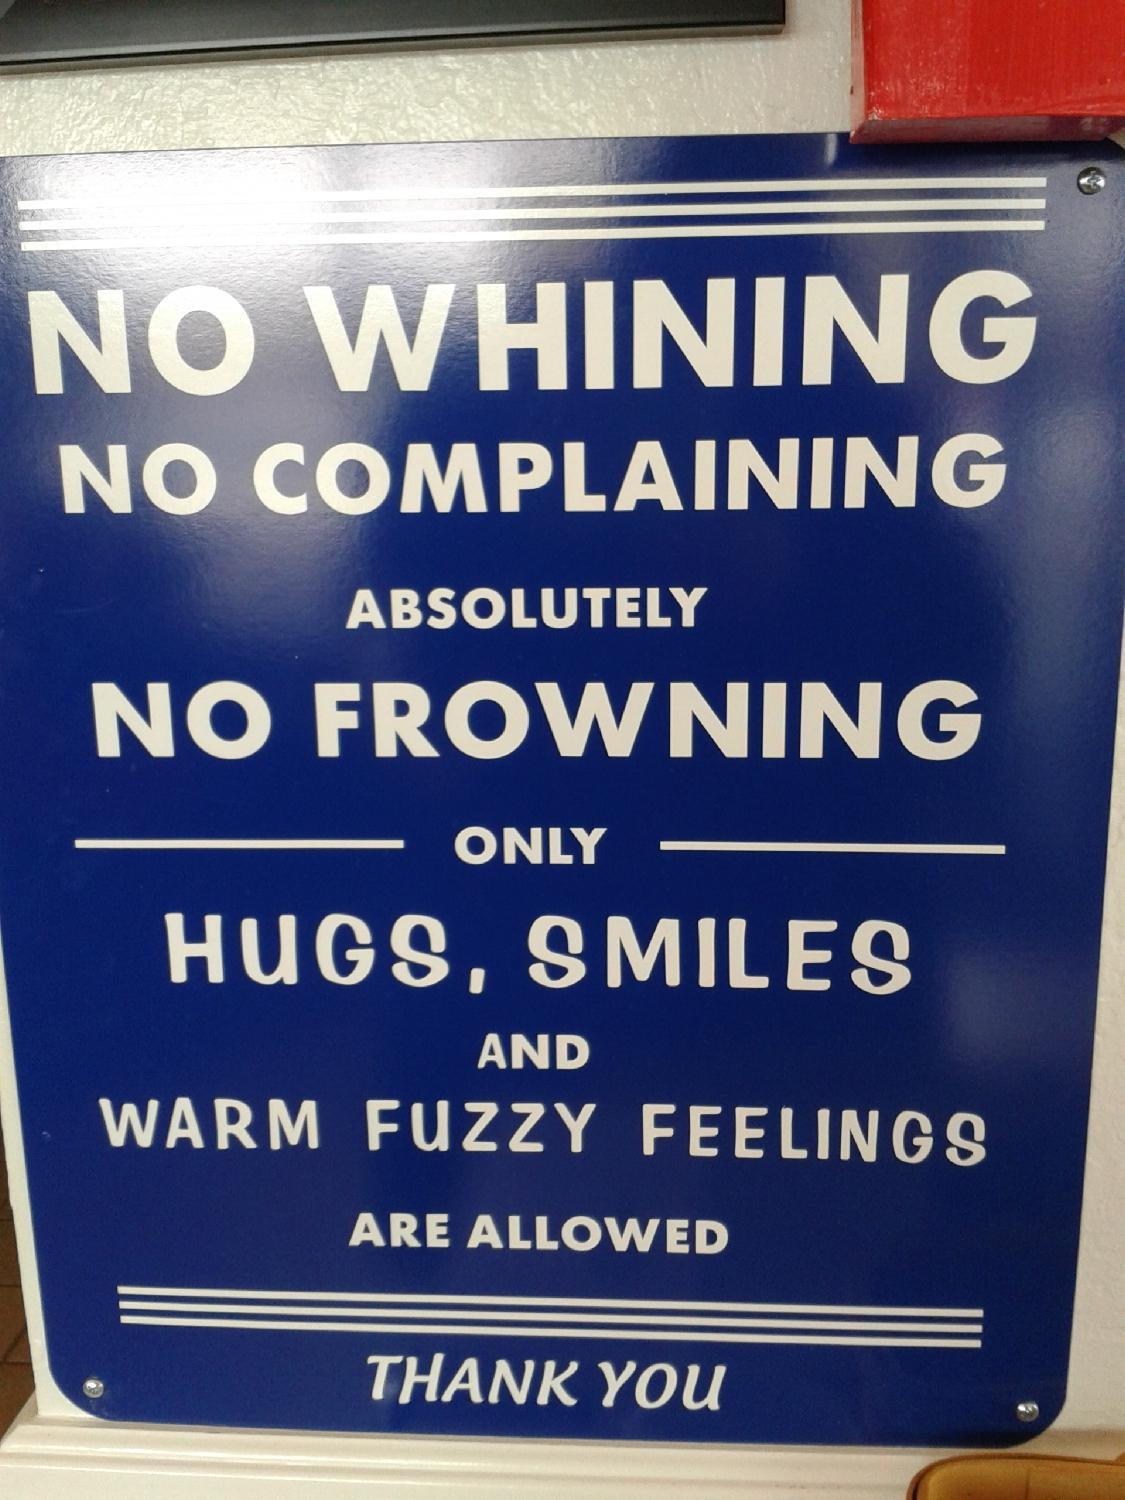 NO WHINING
NO COMPLAINING
ABSOLUTELY
NO FROWNING
ONLY
HUGS, SMILES
AND
WARM FUZZY FEELINGS
ARE ALLOWED
THANK YOU